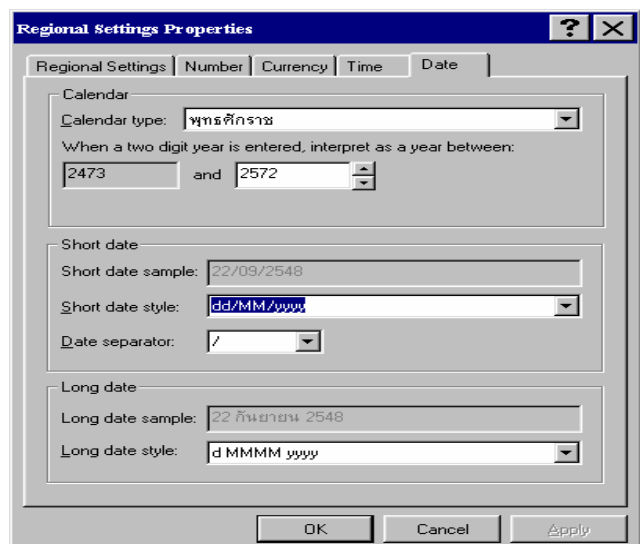 Regional Settings Properties
Regional Settings Number Currency Time Date
Calendar
Calendar type: พุทธศักราช
When a two digit year is entered, interpret as a year between:
2473 and 2572
Short date
Short date sample: 22/09/2548
Short date style: dd/MM/yyyy
Date separator: /
Long date
Long date sample: 22 กันยายน 2548
Long date style: d MMMM yyyy
OK Cancel Apply